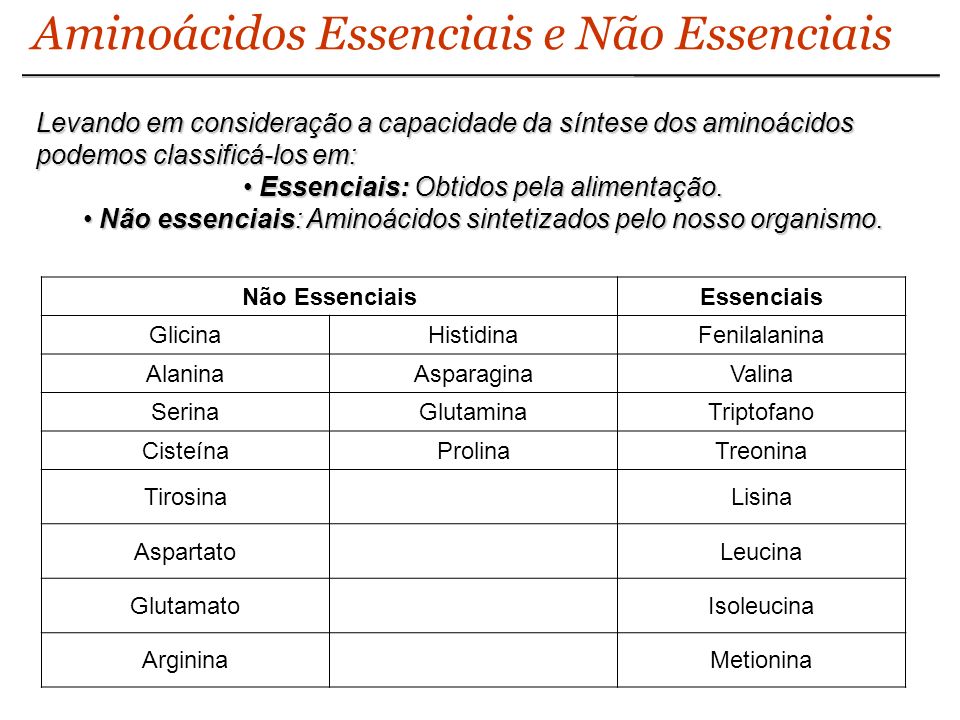 Aminoácidos Essenciais e Não Essenciais
Levando em consideração a capacidade da síntese dos aminoácidos
podemos classificá-los em:
• Essenciais: Obtidos pela alimentação.
• Não essenciais: Aminoácidos sintetizados pelo nosso organismo.
Não Essenciais Essenciais
Glicina Histidina Fenilalanina
Alanina Asparagina Valina
Serina Glutamina Triptofano
Cisteína Prolina Treonina
Tirosina Lisina
Aspartato Leucina
Glutamato Isoleucina
Arginina Metionina